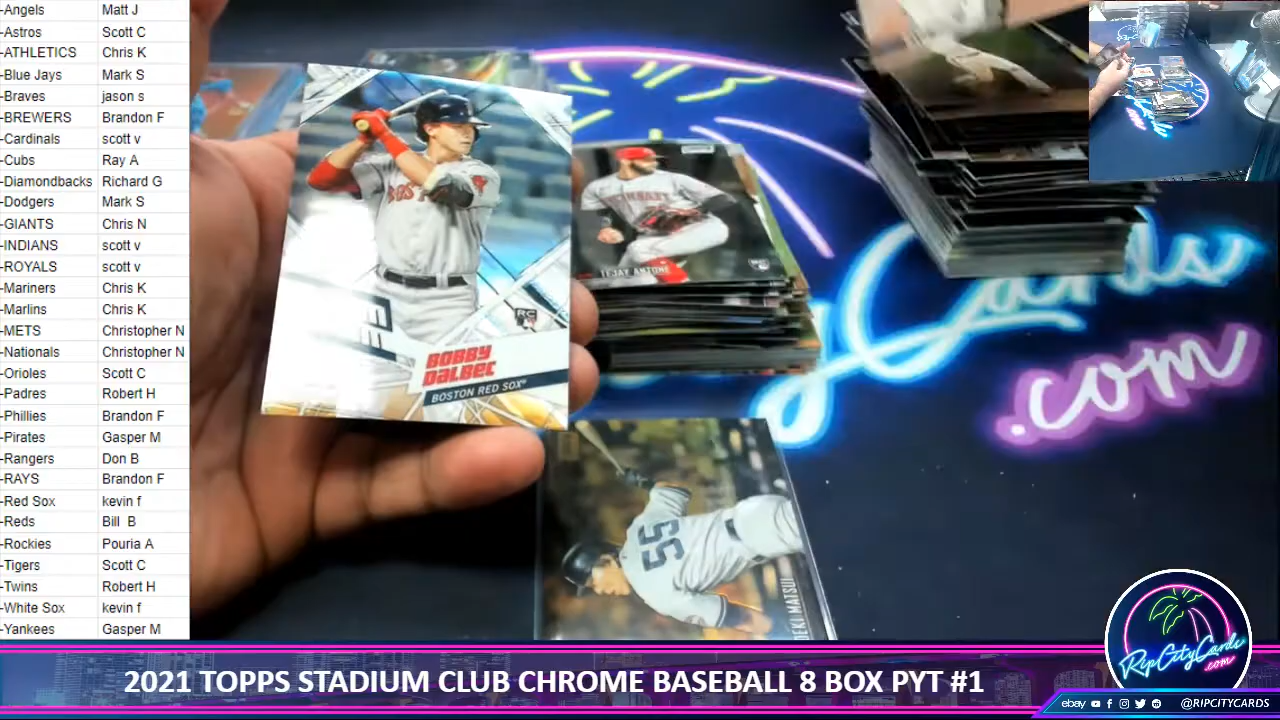 -Angels Matt J
-Astros Scott C
-ATHLETICS Chris K
-Blue Jays Mark S
-Braves jason s
-BREWERS Brandon F
-Cardinals scott v
-Cubs Ray A
-Diamondbacks Richard G
-Dodgers Mark S
-GIANTS Chris N
-INDIANS scott v
-ROYALS scott v
-Mariners Chris K
-Marlins Chris K
-METS Christopher N
-Nationals Christopher N
-Orioles Scott C
-Padres Robert H
-Phillies Brandon F
-Pirates Gasper M
-Rangers Don B
-RAYS Brandon F
-Red Sox kevin f
-Reds Bill B
-Rockies Pouria A
-Tigers Scott C
-Twins Robert H
-White Sox kevin f
-Yankees Gasper M
BOS
RC
BOBBY
DALBEC
BOSTON RED SOX
TEJAY ANTONE
55
DEKI MATSUI
yCards
.com
RipCityCards
.com
2021 TOPPS STADIUM CLUB CHROME BASEBALL 8 BOX PYT #1
ebay @RIPCITYCARDS